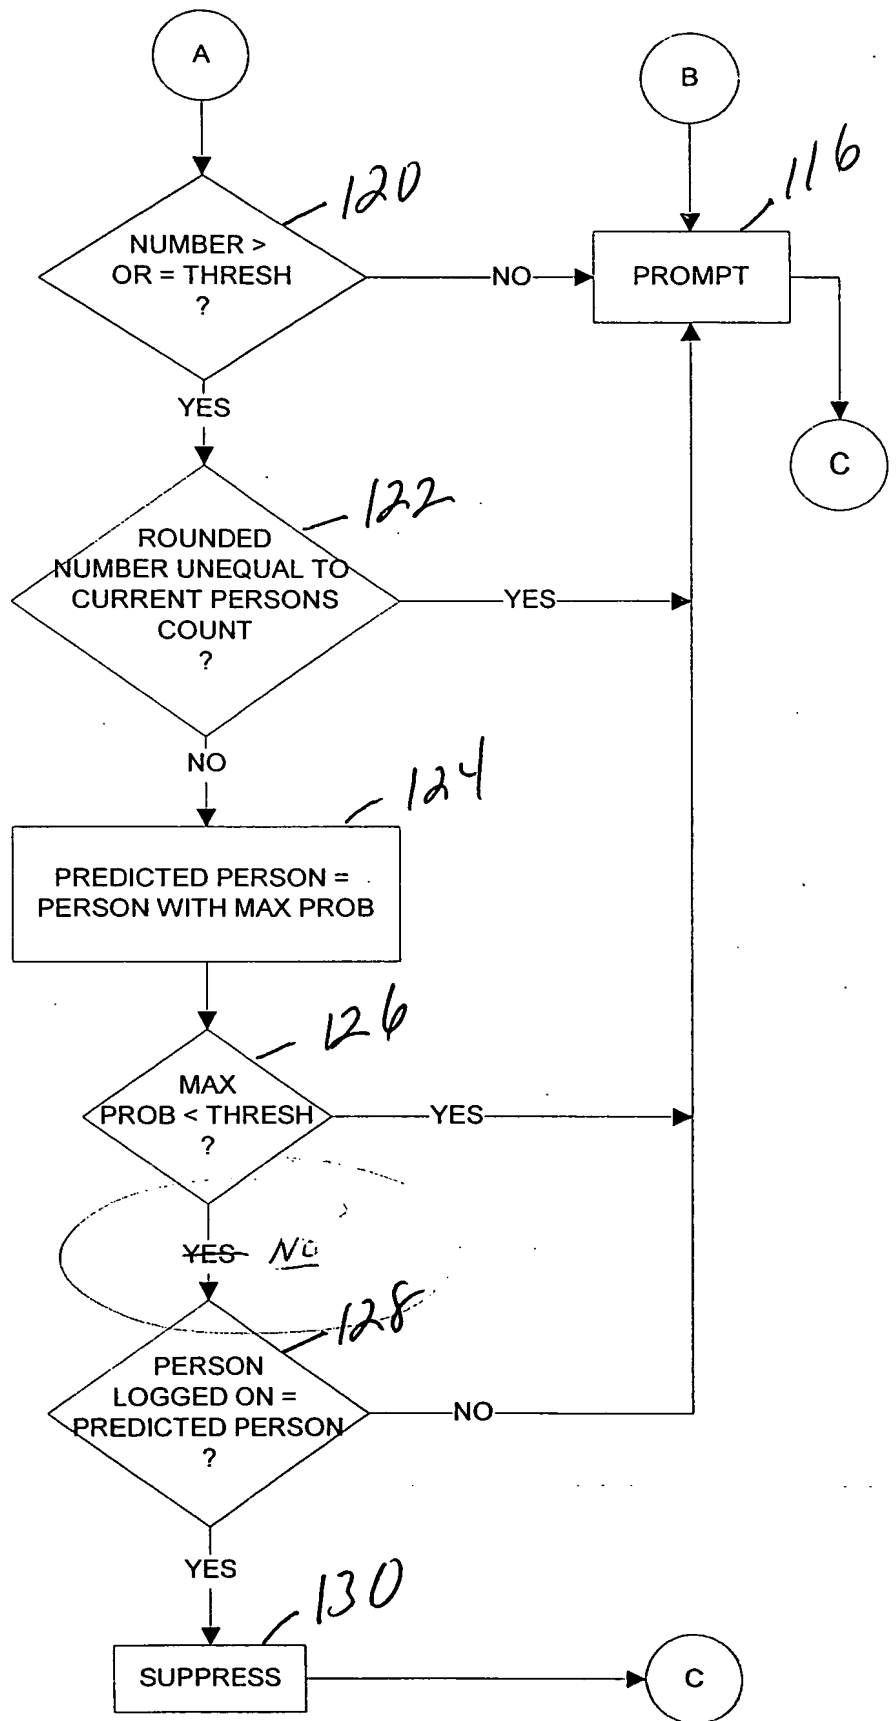 A
B
120
116
NUMBER >
OR = THRESH
?
NO
PROMPT
YES
C
122
ROUNDED
NUMBER UNEQUAL TO
CURRENT PERSONS
COUNT
?
YES
NO
124
PREDICTED PERSON =
PERSON WITH MAX PROB
126
MAX
PROB < THRESH
?
YES
YES NO
128
PERSON
LOGGED ON =
PREDICTED PERSON
?
NO
YES
130
SUPPRESS
C